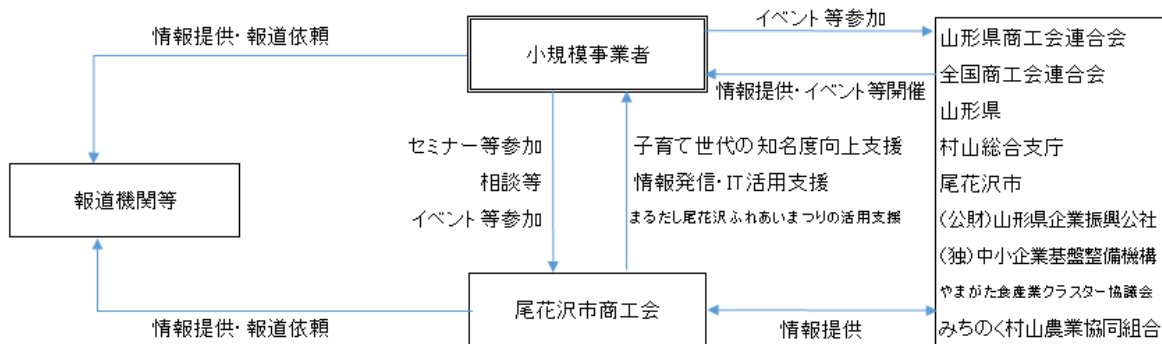 イベント等参加
情報提供・報道依頼
小規模事業者
情報提供・イベント等開催
山形県商工会連合会
全国商工会連合会
山形県
村山総合支庁
尾花沢市
(公財)山形県企業振興公社
(独)中小企業基盤整備機構
やまがた食産業クラスター協議会
みちのく村山農業協同組合
セミナー等参加
相談等
イベント等参加
子育て世代の知名度向上支援
情報発信・IT活用支援
まるだし尾花沢ふれあいまつりの活用支援
報道機関等
尾花沢市商工会
情報提供・報道依頼
情報提供